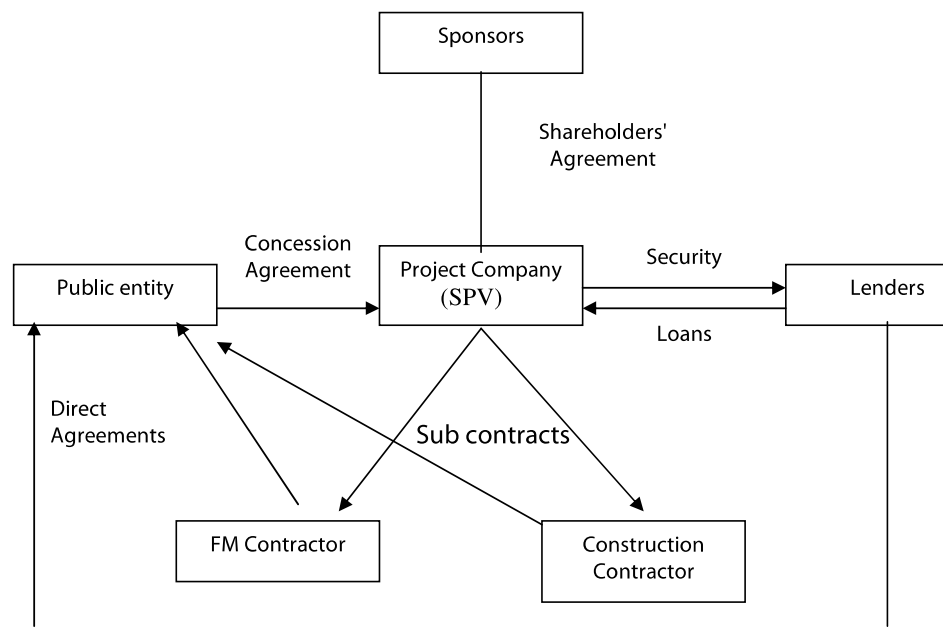 Sponsors
Shareholders'
Agreement
Concession
Agreement
Project Company
(SPV)
Security
Public entity
Lenders
Loans
Direct
Agreements
Sub contracts
FM Contractor
Construction
Contractor